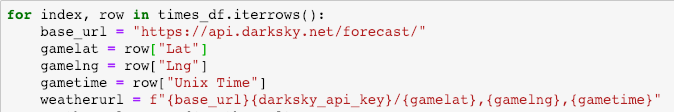 for index, row in times_df.iterrows():
    base_url = "https://api.darksky.net/forecast/"
    gamelat = row["Lat"]
    gamelng = row["Lng"]
    gametime = row["Unix Time"]
    weatherurl = f"{base_url}{darksky_api_key}/{gamelat},{gamelng},{gametime}"